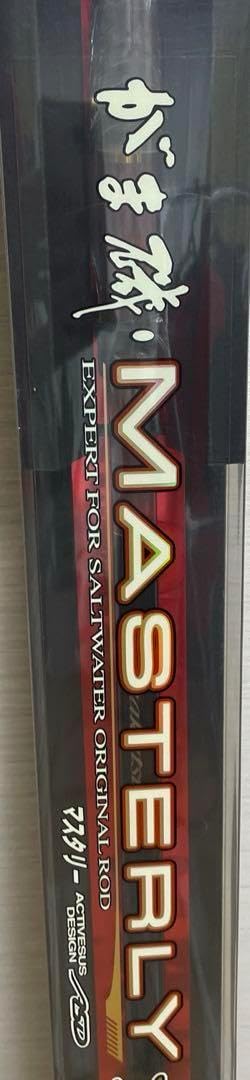 がま磯・MASTERLY
EXPERT FOR SALTWATER ORIGINAL ROD
マスタリー
ACTIVESUS
DESIGN